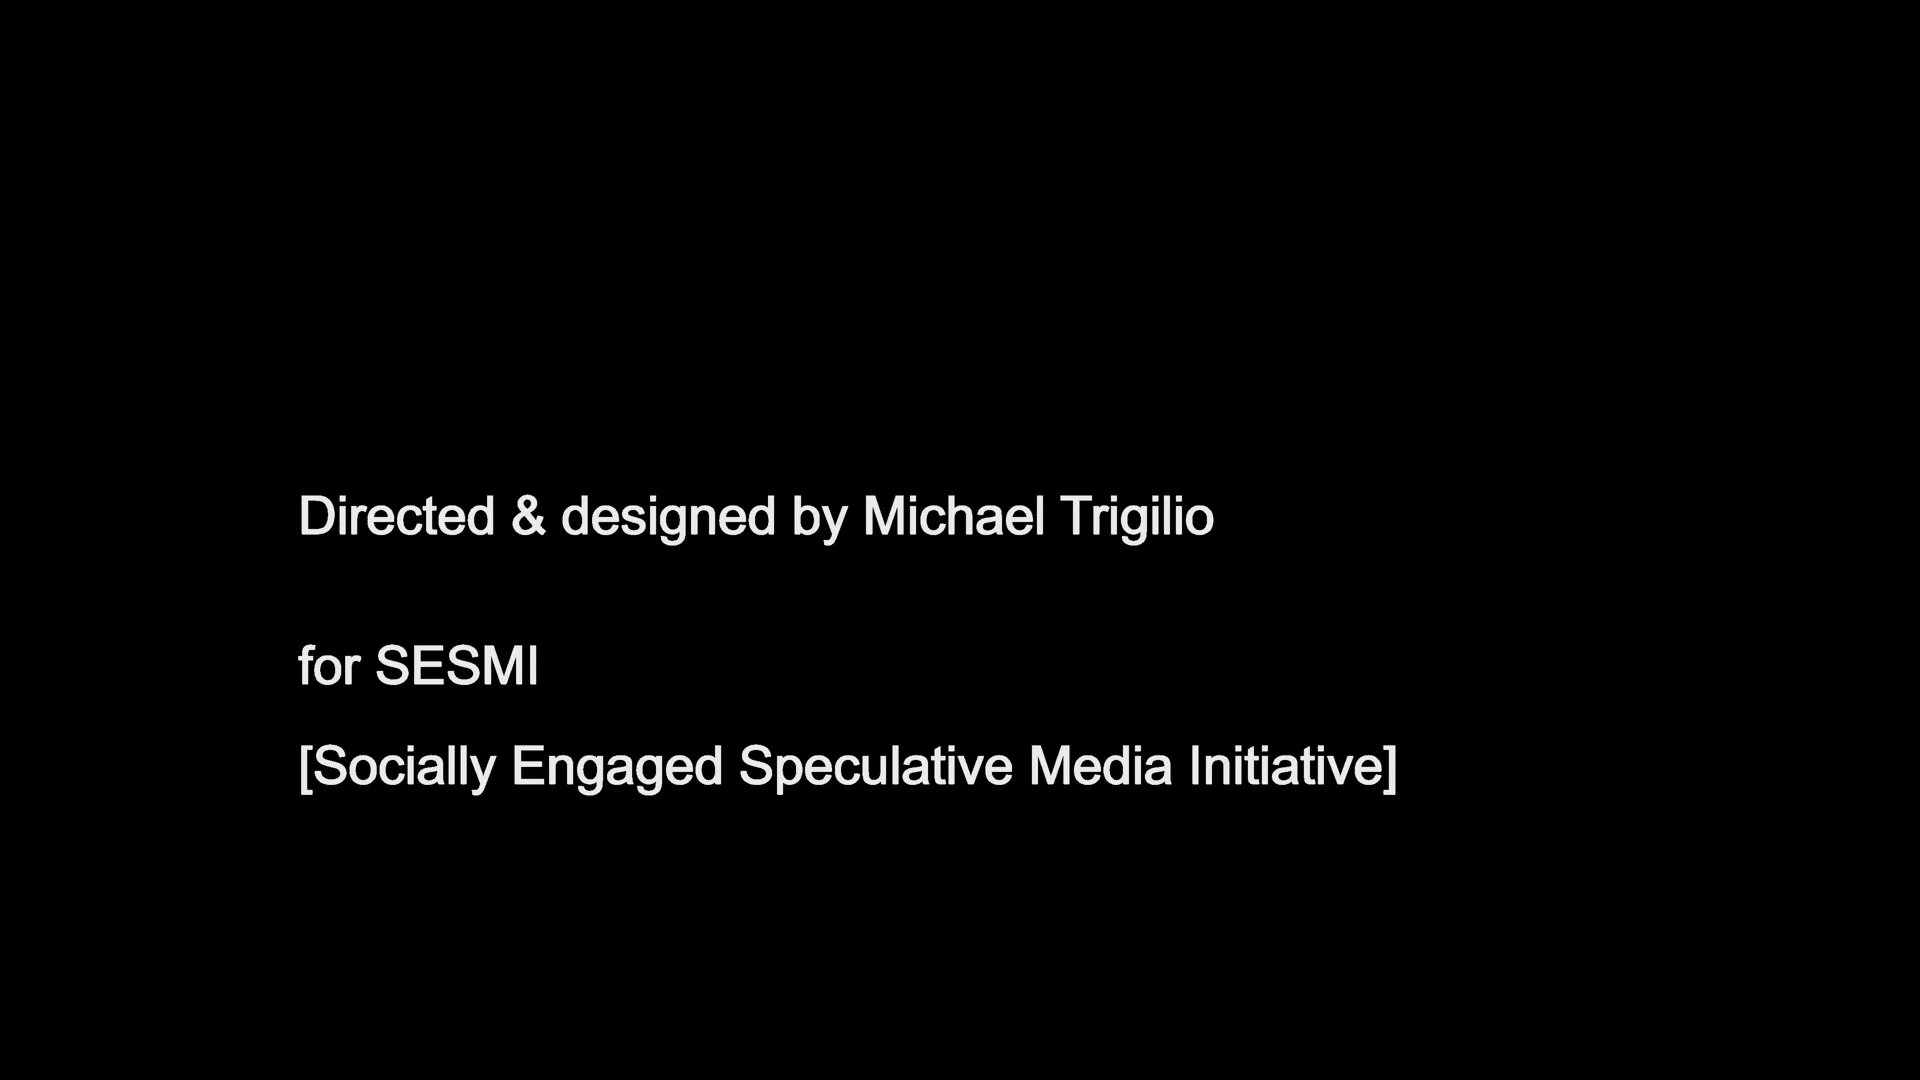 Directed & designed by Michael Trigilio
for SESMI
[Socially Engaged Speculative Media Initiative]